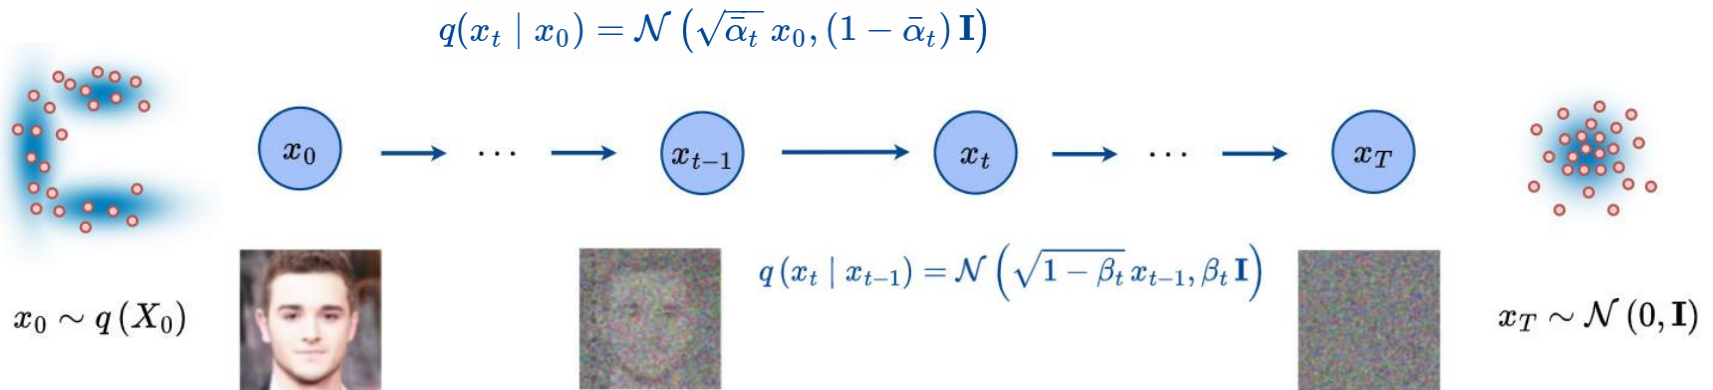 q(x_t | x_0) = 𝒩 (√ᾱ_t x_0, (1 − ᾱ_t) I)
x_0 → ⋯ → x_{t−1} → x_t → ⋯ → x_T
q (x_t | x_{t−1}) = 𝒩 (√(1 − β_t) x_{t−1}, β_t I)
x_0 ∼ q (X_0)
x_T ∼ 𝒩 (0, I)